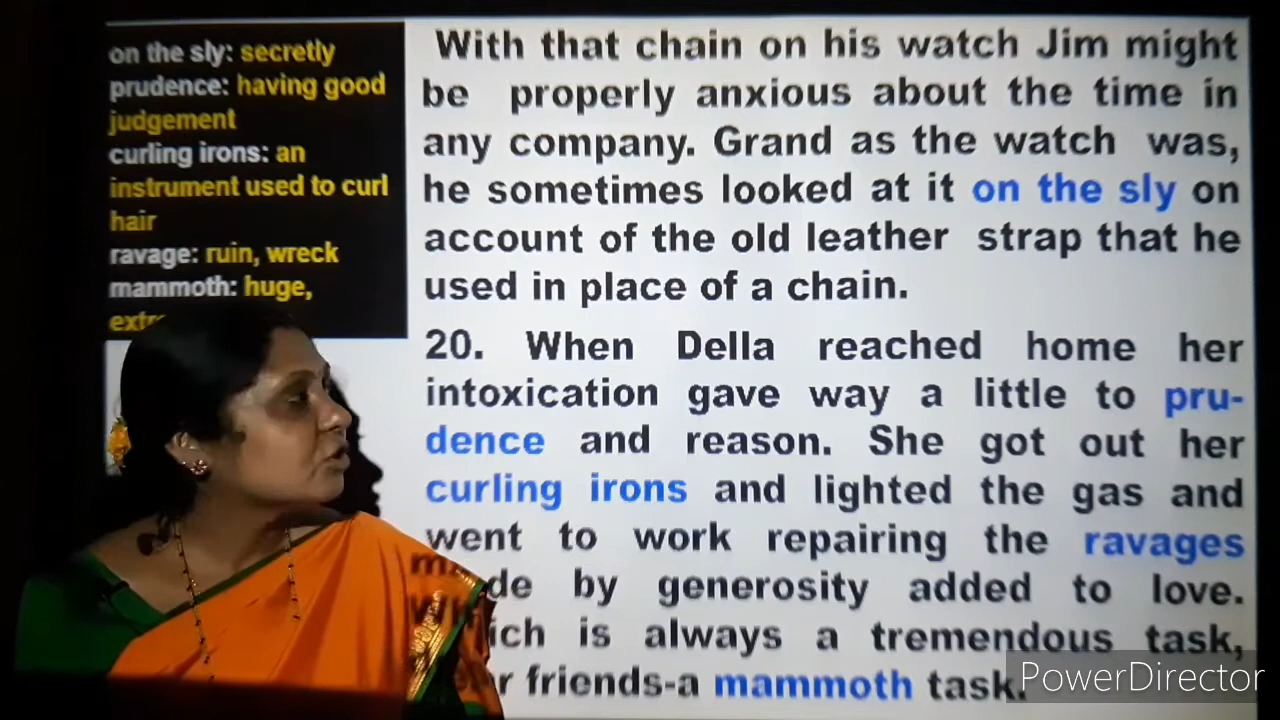 on the sly: secretly
prudence: having good
judgement
curling irons: an
instrument used to curl
hair
ravage: ruin, wreck
mammoth: huge,
With that chain on his watch Jim might
be properly anxious about the time in
any company. Grand as the watch was,
he sometimes looked at it on the sly on
account of the old leather strap that he
used in place of a chain.
20. When Della reached home her
intoxication gave way a little to pru-
dence and reason. She got out her
curling irons and lighted the gas and
went to work repairing the ravages
by generosity added to love.
is always a tremendous task,
friends-a mammoth task.
PowerDirector